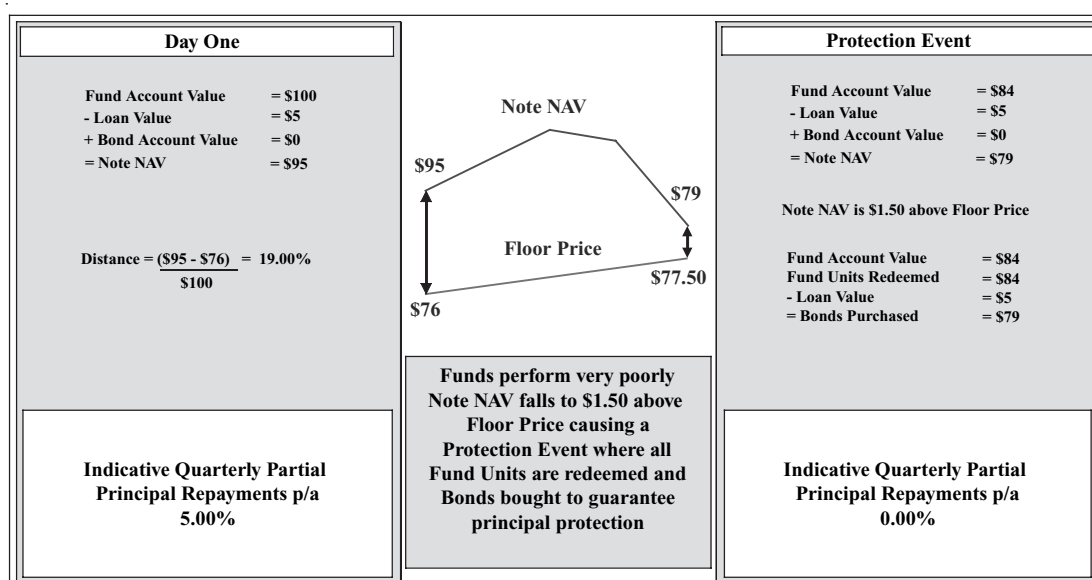 Day One
Fund Account Value = $100
- Loan Value = $5
+ Bond Account Value = $0
= Note NAV = $95
Distance = ($95 - $76) = 19.00%
$100
Indicative Quarterly Partial
Principal Repayments p/a
5.00%
Note NAV
$95
$79
Floor Price
$77.50
$76
Funds perform very poorly
Note NAV falls to $1.50 above
Floor Price causing a
Protection Event where all
Fund Units are redeemed and
Bonds bought to guarantee
principal protection
Protection Event
Fund Account Value = $84
- Loan Value = $5
+ Bond Account Value = $0
= Note NAV = $79
Note NAV is $1.50 above Floor Price
Fund Account Value = $84
Fund Units Redeemed = $84
- Loan Value = $5
= Bonds Purchased = $79
Indicative Quarterly Partial
Principal Repayments p/a
0.00%